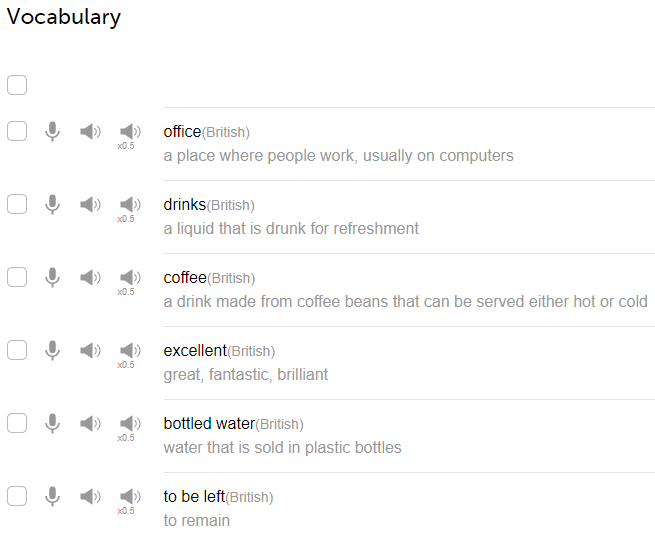 Vocabulary
office(British)
x0.5
a place where people work, usually on computers
drinks(British)
x0.5
a liquid that is drunk for refreshment
coffee(British)
x0.5
a drink made from coffee beans that can be served either hot or cold
excellent(British)
x0.5
great, fantastic, brilliant
bottled water(British)
x0.5
water that is sold in plastic bottles
to be left(British)
x0.5
to remain